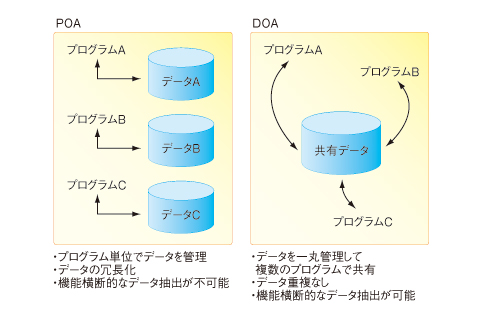 POA
プログラムA
データA
プログラムB
データB
プログラムC
データC
・プログラム単位でデータを管理
・データの冗長化
・機能横断的なデータ抽出が不可能
DOA
プログラムA
プログラムB
共有データ
プログラムC
・データを一丸管理して
複数のプログラムで共有
・データ重複なし
・機能横断的なデータ抽出が可能